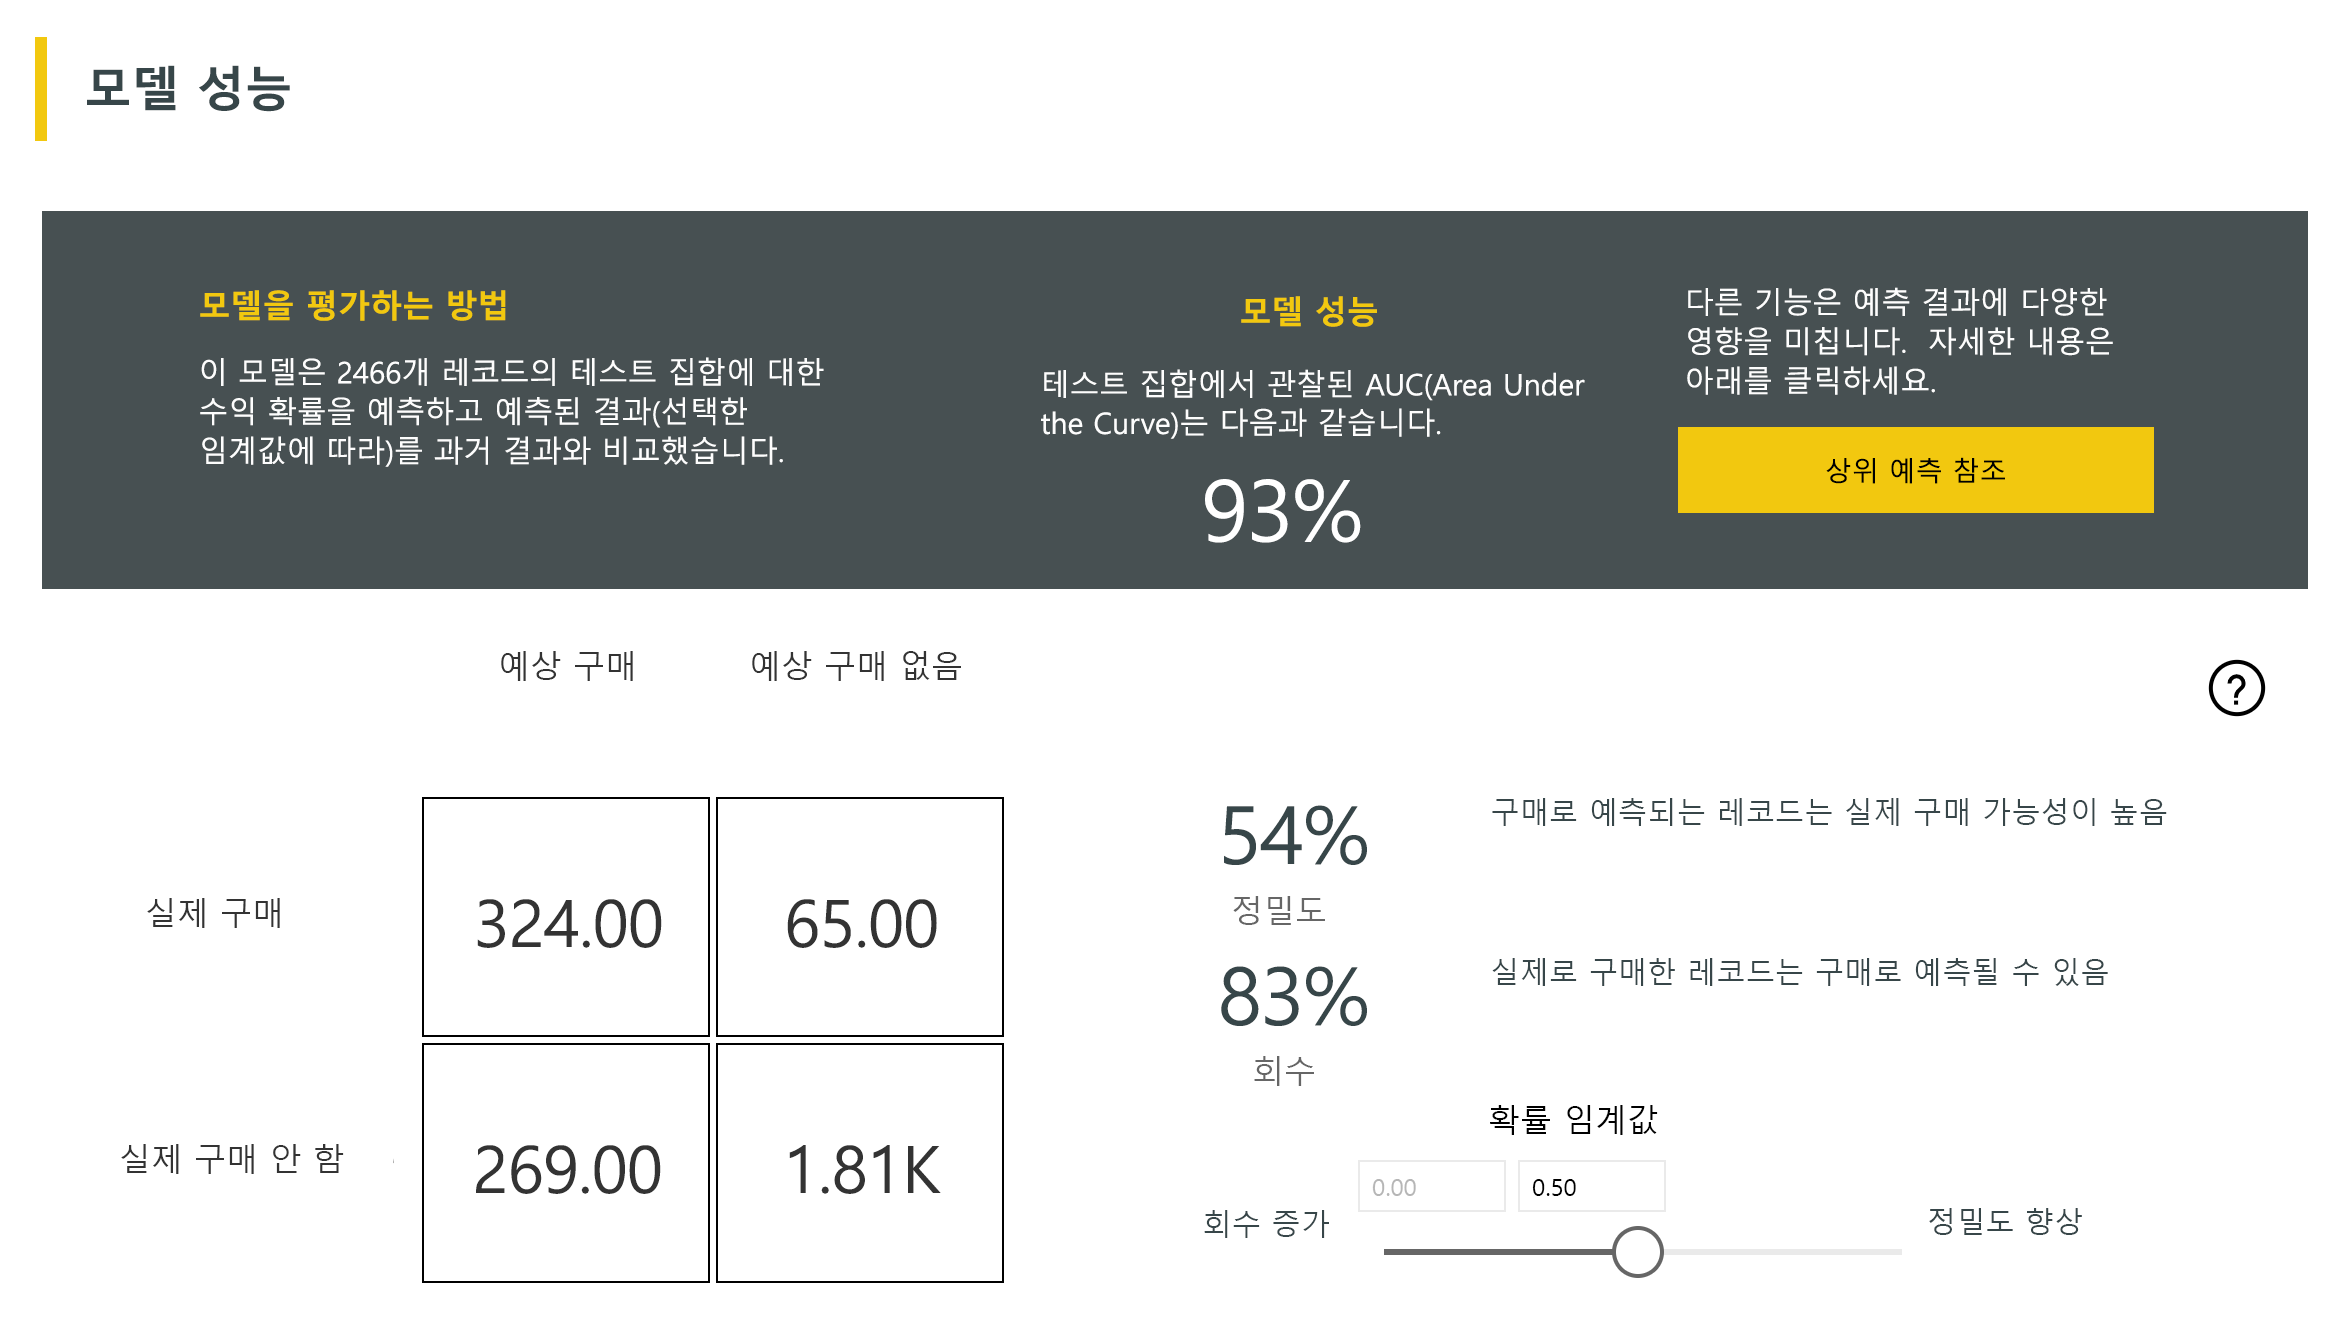 모델 성능
모델을 평가하는 방법
이 모델은 2466개 레코드의 테스트 집합에 대한
수익 확률을 예측하고 예측된 결과(선택한
임계값에 따라)를 과거 결과와 비교했습니다.
모델 성능
테스트 집합에서 관찰된 AUC(Area Under
the Curve)는 다음과 같습니다.
93%
다른 기능은 예측 결과에 다양한
영향을 미칩니다.  자세한 내용은
아래를 클릭하세요.
상위 예측 참조
예상 구매
예상 구매 없음
?
실제 구매
324.00
65.00
실제 구매 안 함
269.00
1.81K
54%
정밀도
구매로 예측되는 레코드는 실제 구매 가능성이 높음
83%
회수
실제로 구매한 레코드는 구매로 예측될 수 있음
확률 임계값
0.00
0.50
회수 증가
정밀도 향상